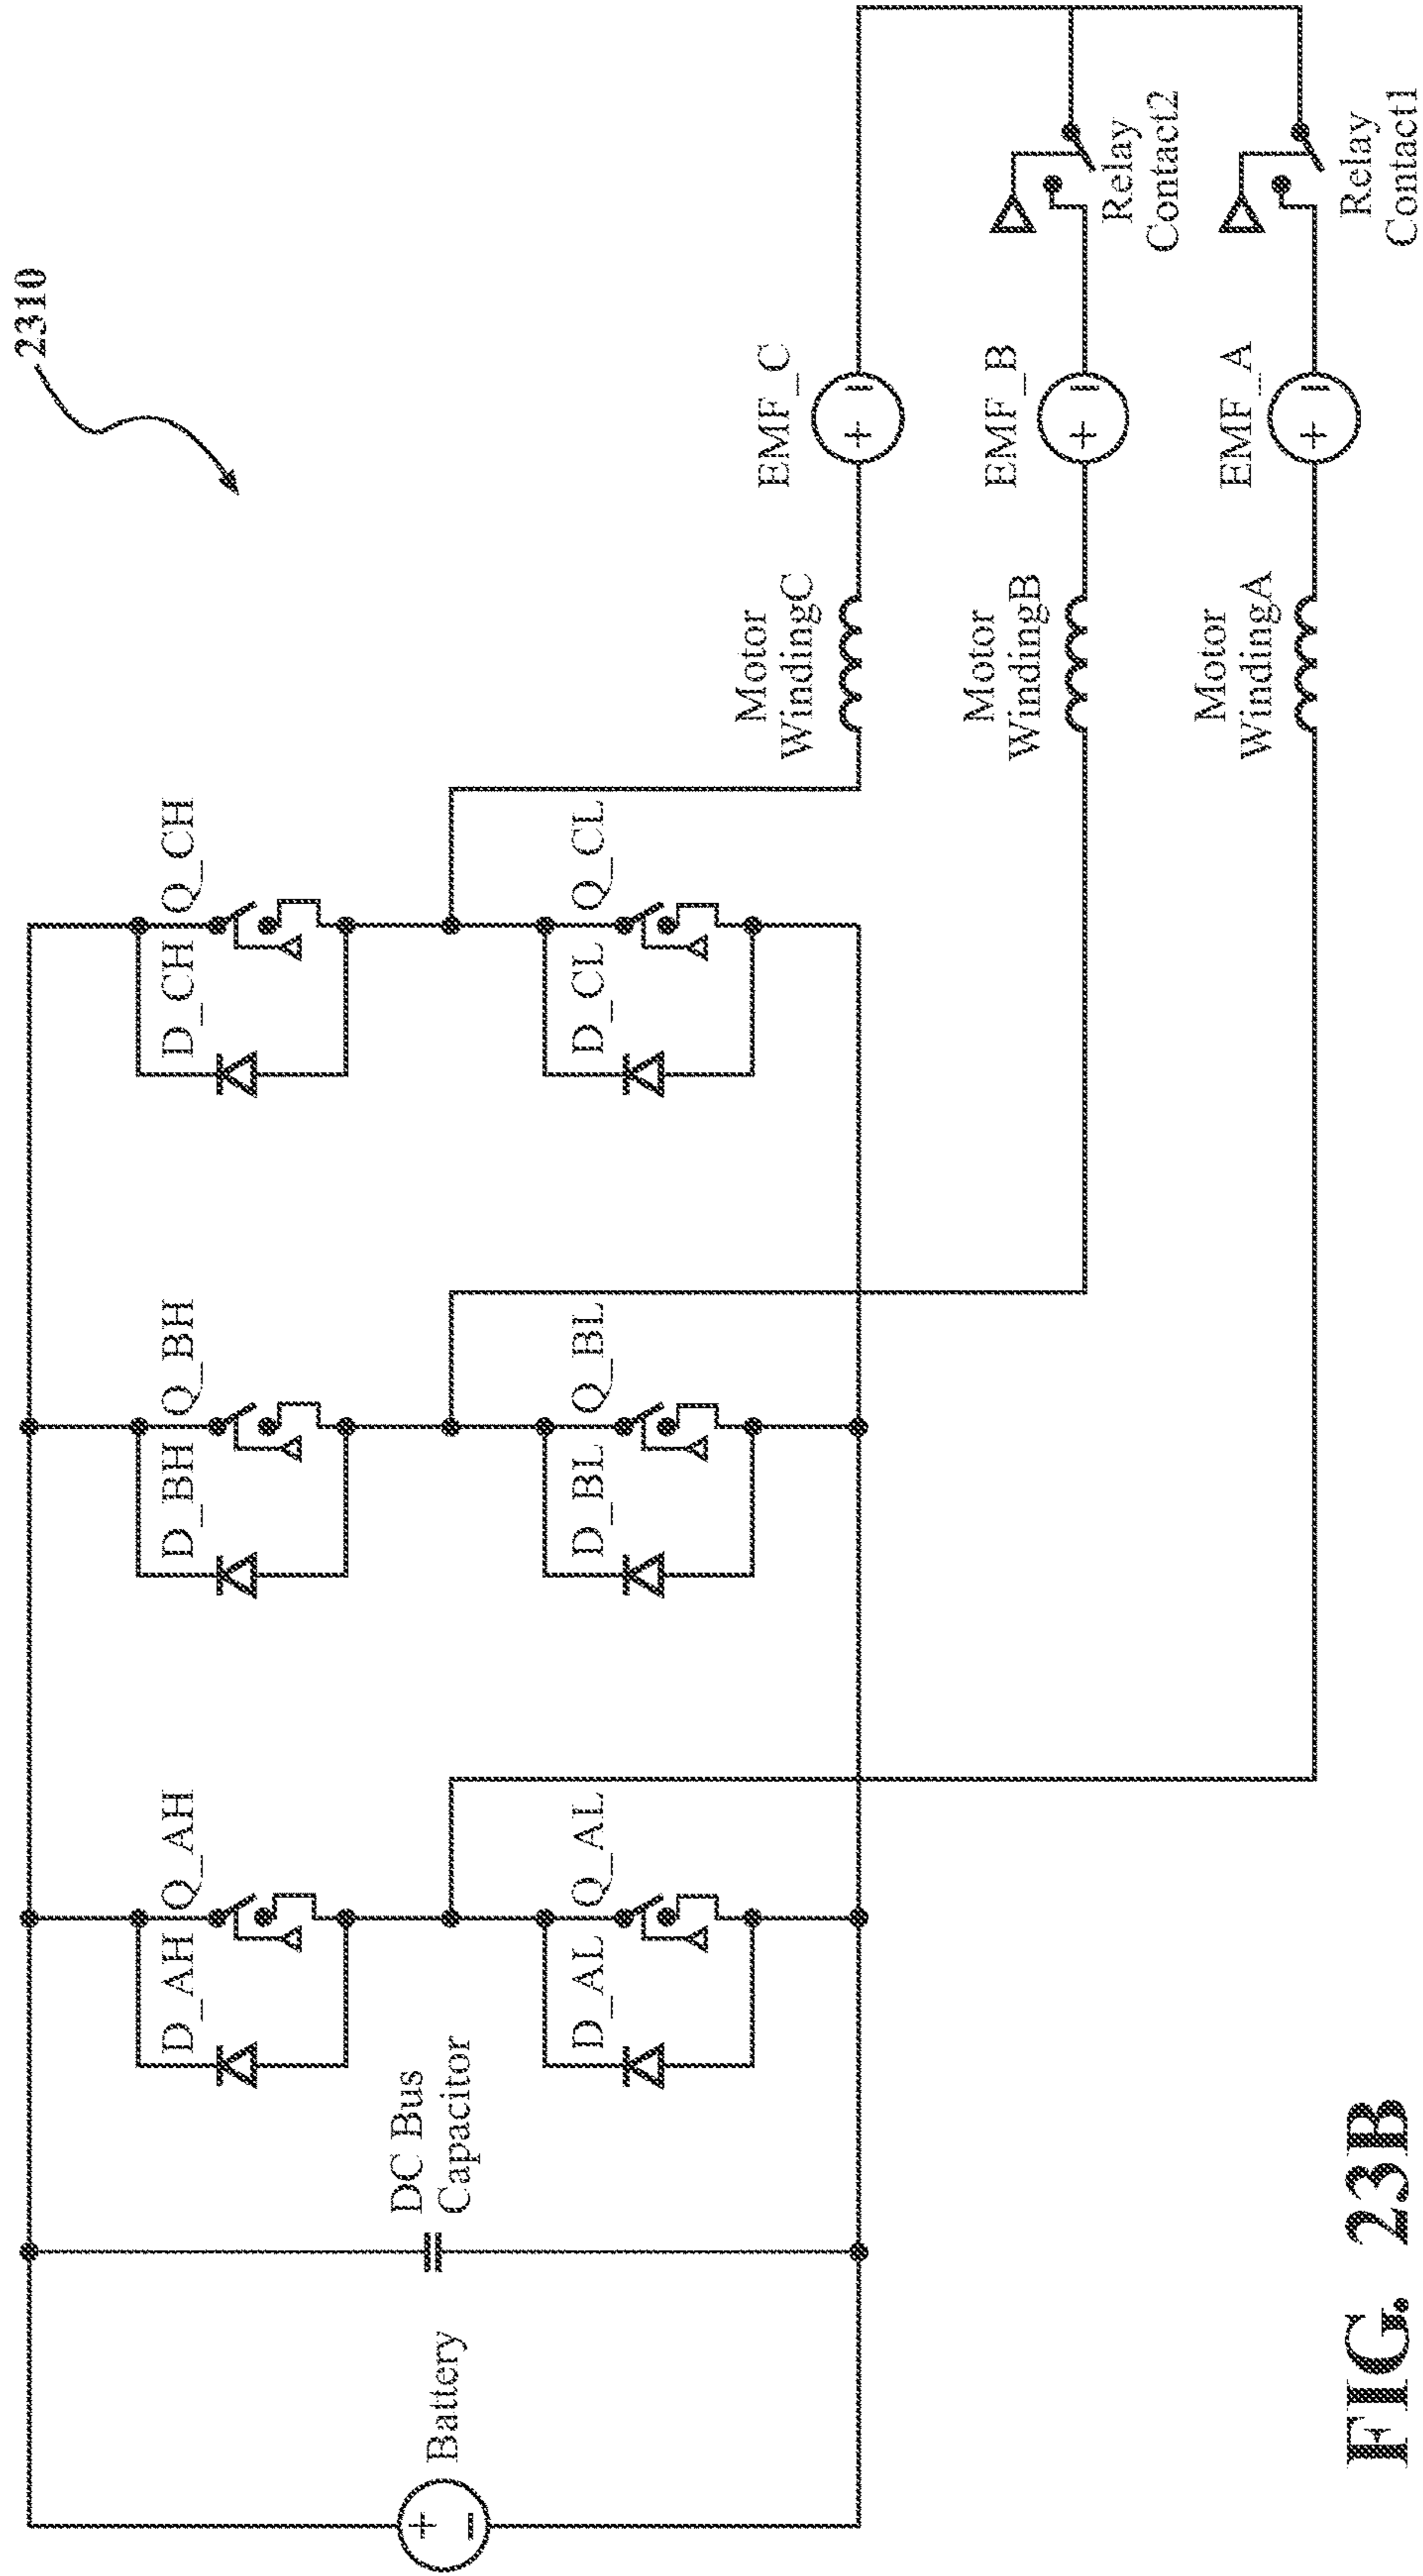 2310
Battery
DC Bus
Capacitor
D_AH
Q_AH
D_AL
Q_AL
D_BH
Q_BH
D_BL
Q_BL
D_CH
Q_CH
D_CL
Q_CL
Motor
WindingC
EMF_C
+
-
Motor
WindingB
EMF_B
+
-
Relay
Contact2
Motor
WindingA
EMF_A
+
-
Relay
Contact1
+
-
FIG. 23B